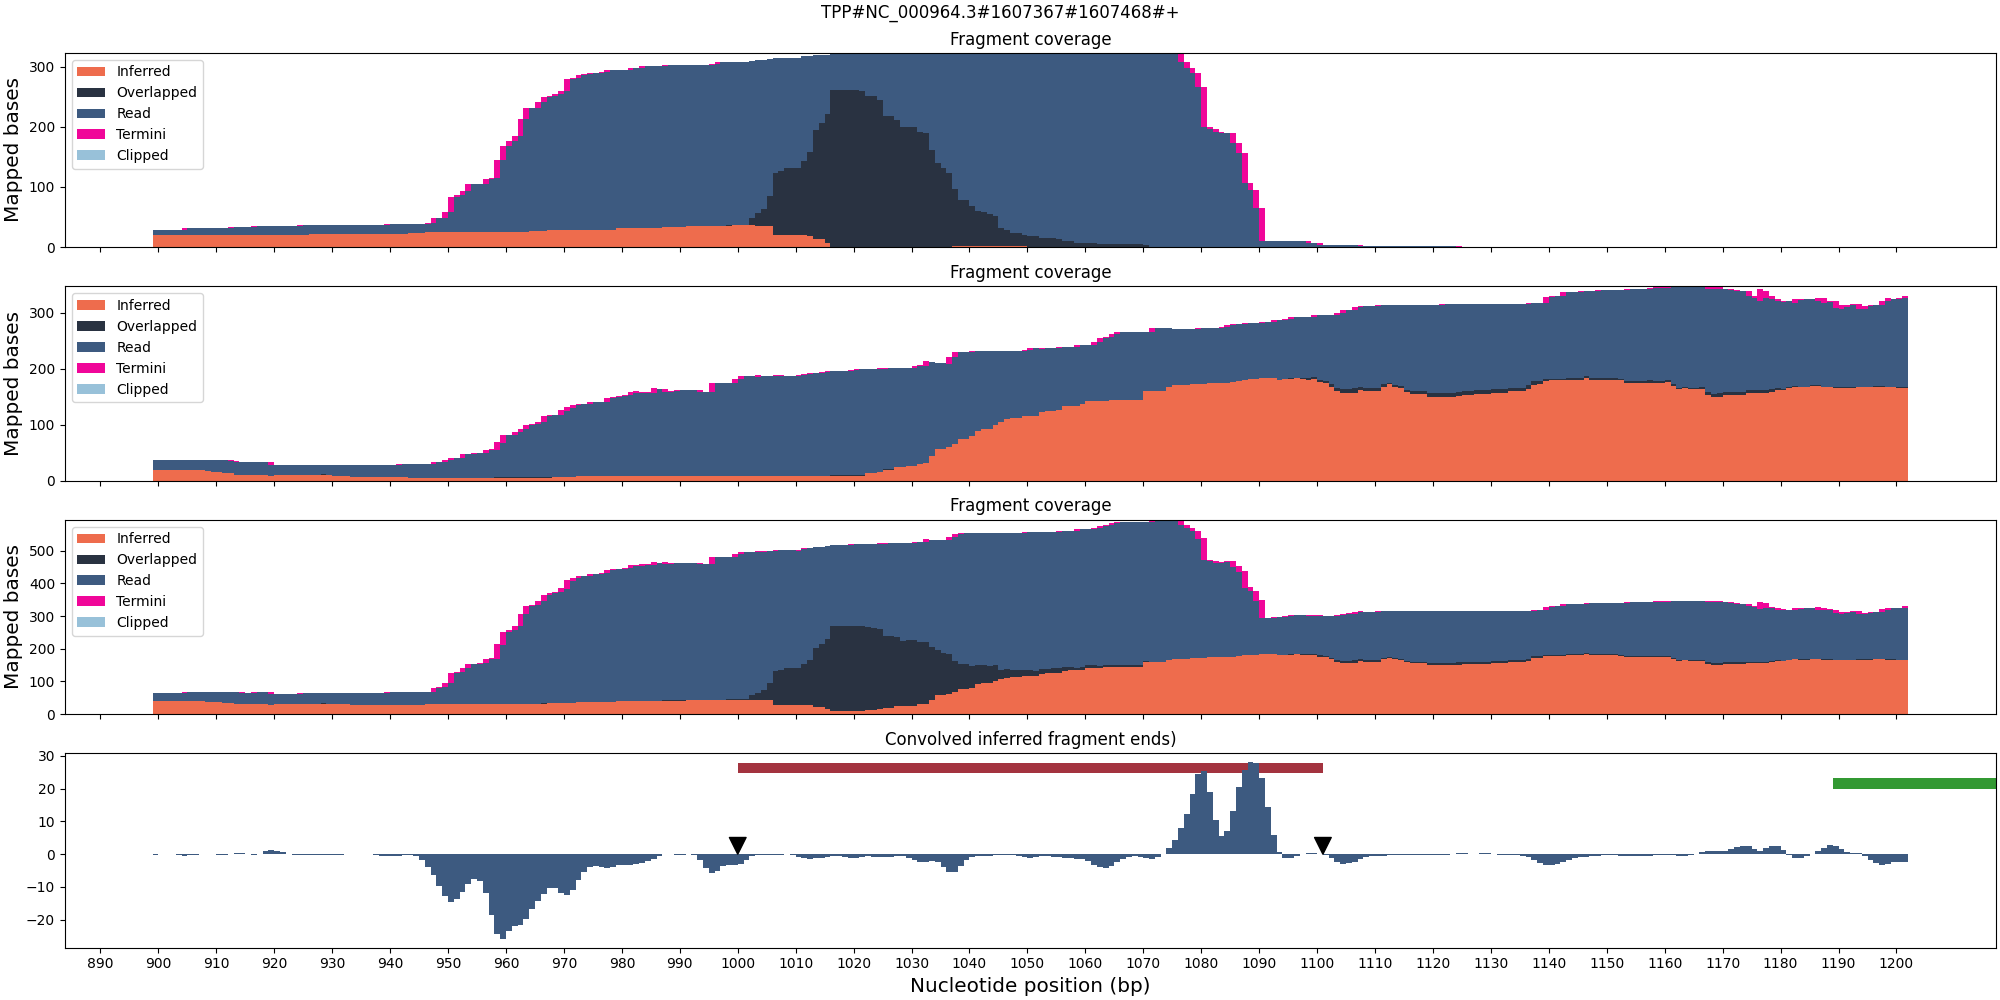 TPP#NC_000964.3#1607367#1607468#+
Fragment coverage
Mapped bases
300
200
100
0
Inferred
Overlapped
Read
Termini
Clipped
Fragment coverage
Mapped bases
300
200
100
0
Inferred
Overlapped
Read
Termini
Clipped
Fragment coverage
Mapped bases
500
400
300
200
100
0
Inferred
Overlapped
Read
Termini
Clipped
Convolved inferred fragment ends)
30
20
10
0
−10
−20
890 900 910 920 930 940 950 960 970 980 990 1000 1010 1020 1030 1040 1050 1060 1070 1080 1090 1100 1110 1120 1130 1140 1150 1160 1170 1180 1190 1200
Nucleotide position (bp)